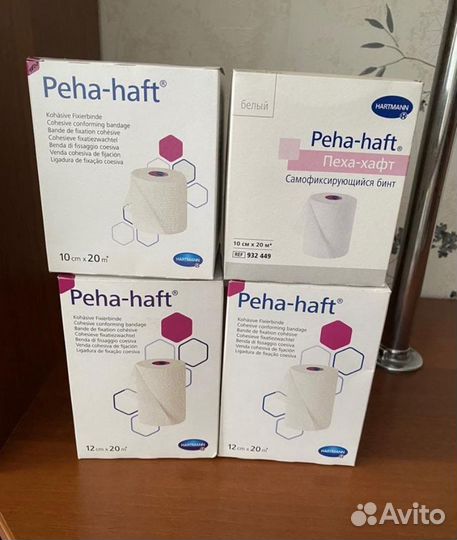 Peha-haft®
Kohäsive Fixierbinde
Cohesive conforming bandage
Bande de fixation cohésive
Cohesieve fixatiezwachtel
Benda di fissaggio coesiva
Venda cohesiva de fijación
Ligadura de fixação coesiva
10 cm x 20 m*
HARTMANN
белый
HARTMANN
Peha-haft®
Пеха-хафт
Самофиксирующийся бинт
10 см x 20 м*
REF 932 449
Peha-haft®
Kohäsive Fixierbinde
Cohesive conforming bandage
Bande de fixation cohésive
Cohesieve fixatiezwachtel
Benda di fissaggio coesiva
Venda cohesiva de fijación
Ligadura de fixação coesiva
12 cm x 20 m*
HARTMANN
Peha-haft®
Kohäsive Fixierbinde
Cohesive conforming bandage
Bande de fixation cohésive
Cohesieve fixatiezwachtel
Benda di fissaggio coesiva
Venda cohesiva de fijación
Ligadura de fixação coesiva
12 cm x 20 m*
HARTMANN
Avito